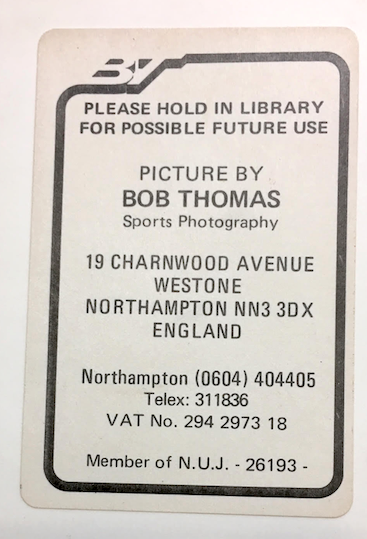 PLEASE HOLD IN LIBRARY
FOR POSSIBLE FUTURE USE
PICTURE BY
BOB THOMAS
Sports Photography
19 CHARNWOOD AVENUE
WESTONE
NORTHAMPTON NN3 3DX
ENGLAND
Northampton (0604) 404405
Telex: 311836
VAT No. 294 2973 18
Member of N.U.J. - 26193 -